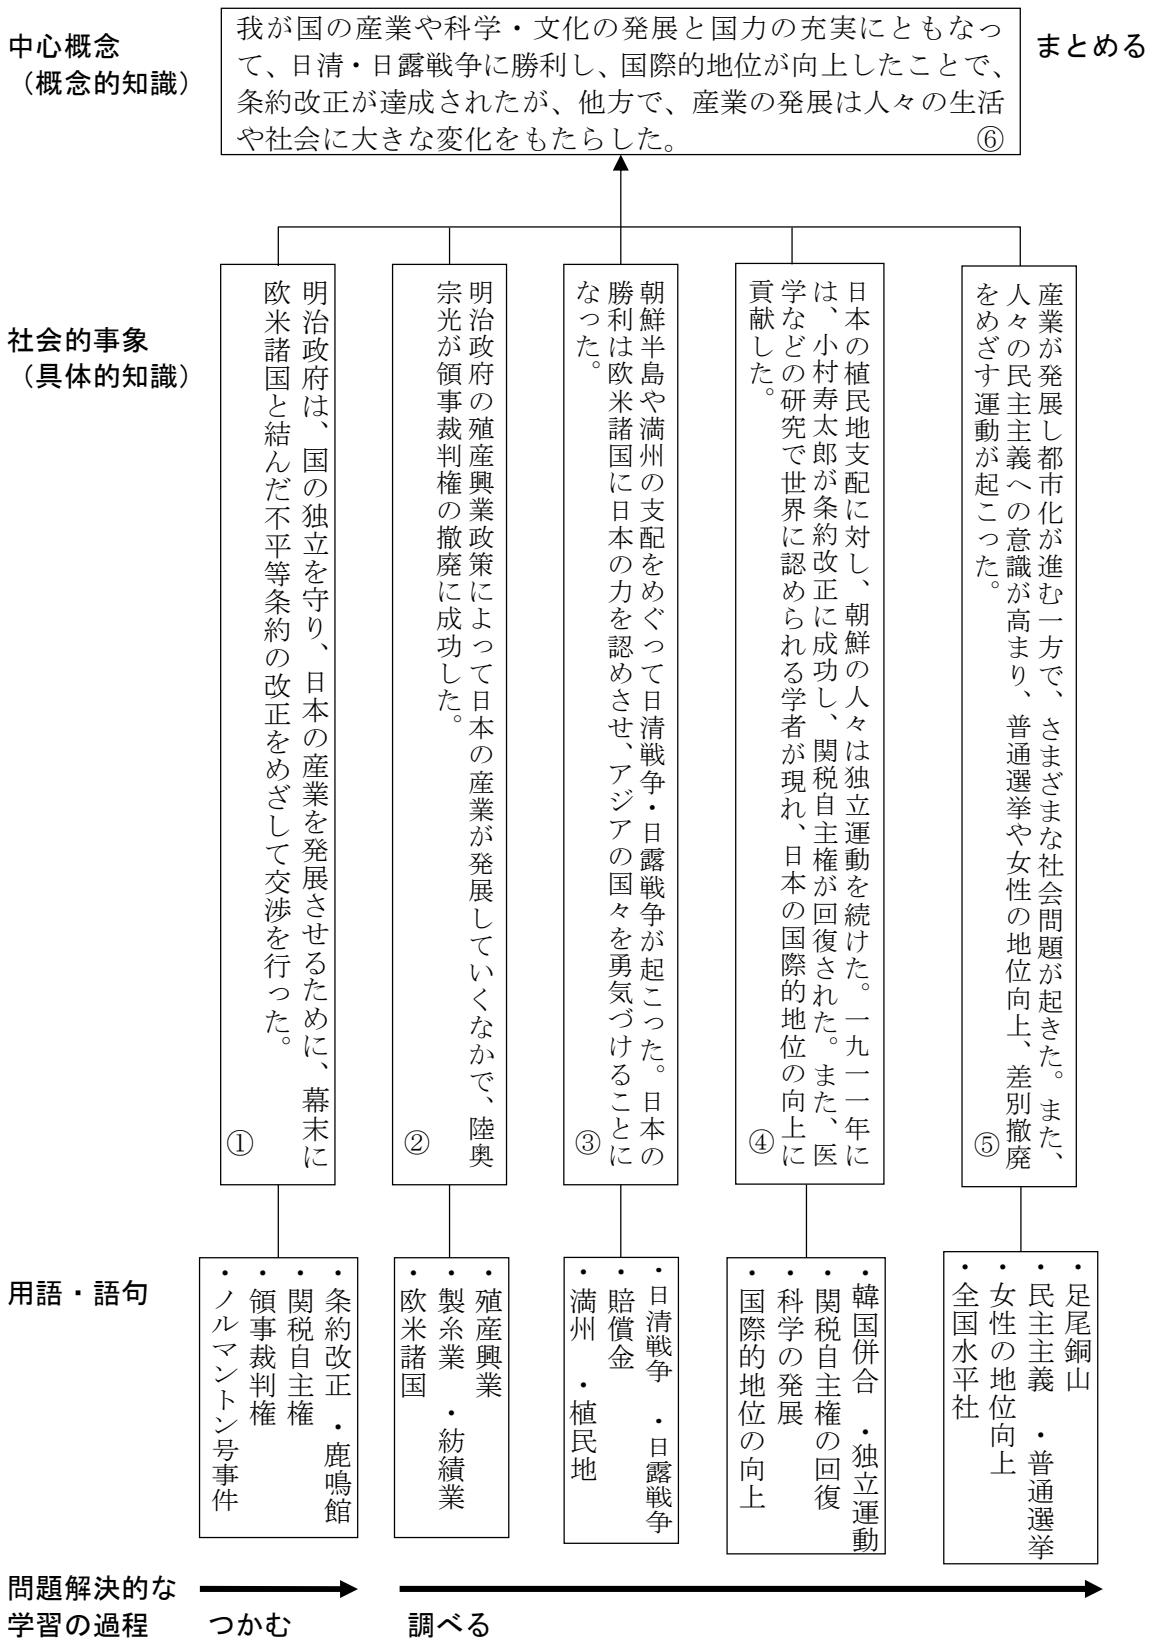 中心概念
（概念的知識）
我が国の産業や科学・文化の発展と国力の充実にともなっ
て、日清・日露戦争に勝利し、国際的地位が向上したことで、
条約改正が達成されたが、他方で、産業の発展は人々の生活
や社会に大きな変化をもたらした。 ⑥
まとめる
社会的事象
（具体的知識）
明治政府は、国の独立を守り、日本の産業を発展させるために、幕末に
欧米諸国と結んだ不平等条約の改正をめざして交渉を行った。
①
明治政府の殖産興業政策によって日本の産業が発展していくなかで、陸奥
宗光が領事裁判権の撤廃に成功した。
②
朝鮮半島や満州の支配をめぐって日清戦争・日露戦争が起こった。日本の
勝利は欧米諸国に日本の力を認めさせ、アジアの国々を勇気づけることに
なった。
③
日本の植民地支配に対し、朝鮮の人々は独立運動を続けた。一九一一年に
は、小村寿太郎が条約改正に成功し、関税自主権が回復された。また、医
学などの研究で世界に認められる学者が現れ、日本の国際的地位の向上に
貢献した。
④
産業が発展し都市化が進む一方で、さまざまな社会問題が起きた。また、
人々の民主主義への意識が高まり、普通選挙や女性の地位向上、差別撤廃
をめざす運動が起こった。
⑤
用語・語句
・条約改正 ・鹿鳴館
・関税自主権
・領事裁判権
・ノルマントン号事件
・殖産興業
・製糸業 ・紡績業
・欧米諸国
・日清戦争 ・日露戦争
・賠償金
・満州 ・植民地
・韓国併合 ・独立運動
・関税自主権の回復
・科学の発展
・国際的地位の向上
・足尾銅山
・民主主義 ・普通選挙
・女性の地位向上
・全国水平社
問題解決的な
学習の過程
つかむ
調べる